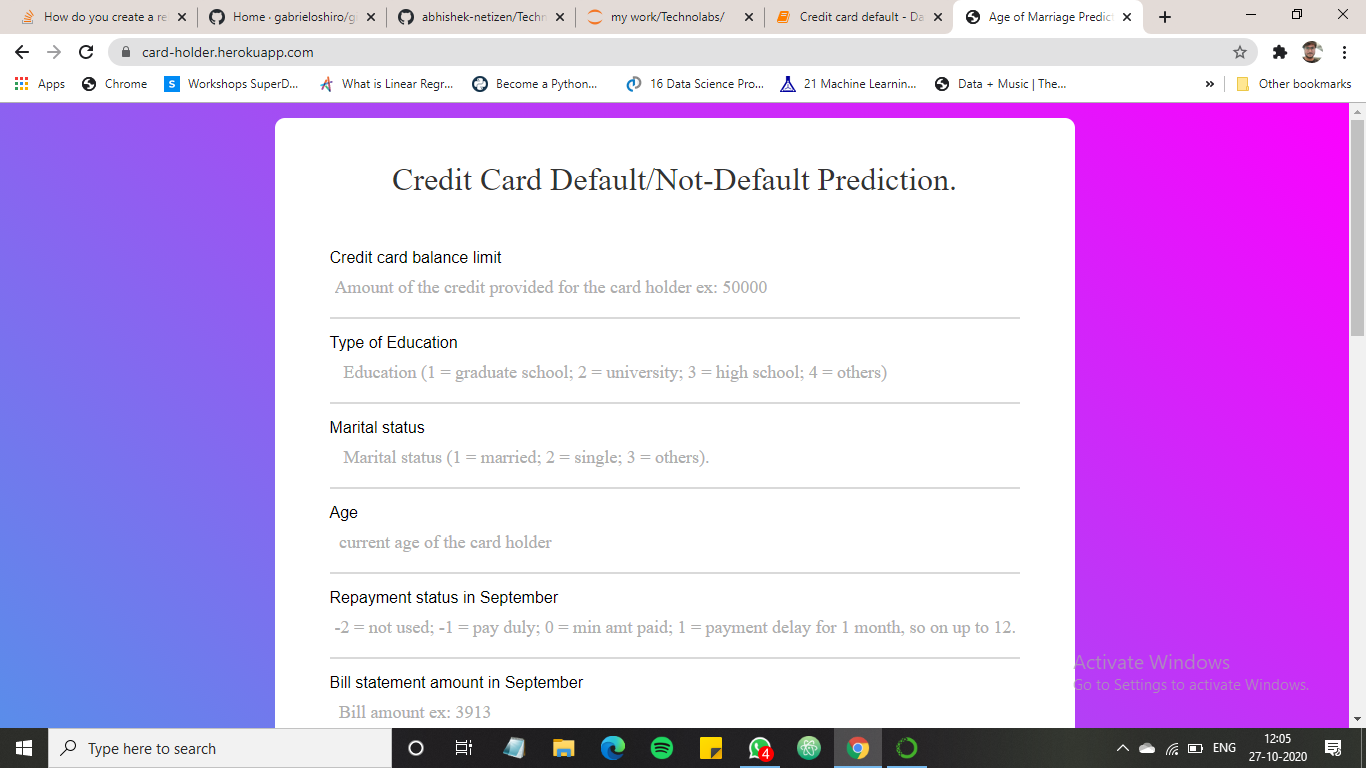 How do you create a re
Home · gabrieloshiro/g
abhishek-netizen/Techn
my work/Technolabs/
Credit card default - Da
Age of Marriage Predict
card-holder.herokuapp.com
Apps
Chrome
S
Workshops SuperD...
What is Linear Regr...
Become a Python...
16 Data Science Pro...
21 Machine Learnin...
Data + Music | The...
»
Other bookmarks
Credit Card Default/Not-Default Prediction.
Credit card balance limit
Amount of the credit provided for the card holder ex: 50000
Type of Education
Education (1 = graduate school; 2 = university; 3 = high school; 4 = others)
Marital status
Marital status (1 = married; 2 = single; 3 = others).
Age
current age of the card holder
Repayment status in September
-2 = not used; -1 = pay duly; 0 = min amt paid; 1 = payment delay for 1 month, so on up to 12.
Bill statement amount in September
Bill amount ex: 3913
Activate Windows
Go to Settings to activate Windows.
Type here to search
4
ENG
12:05
27-10-2020